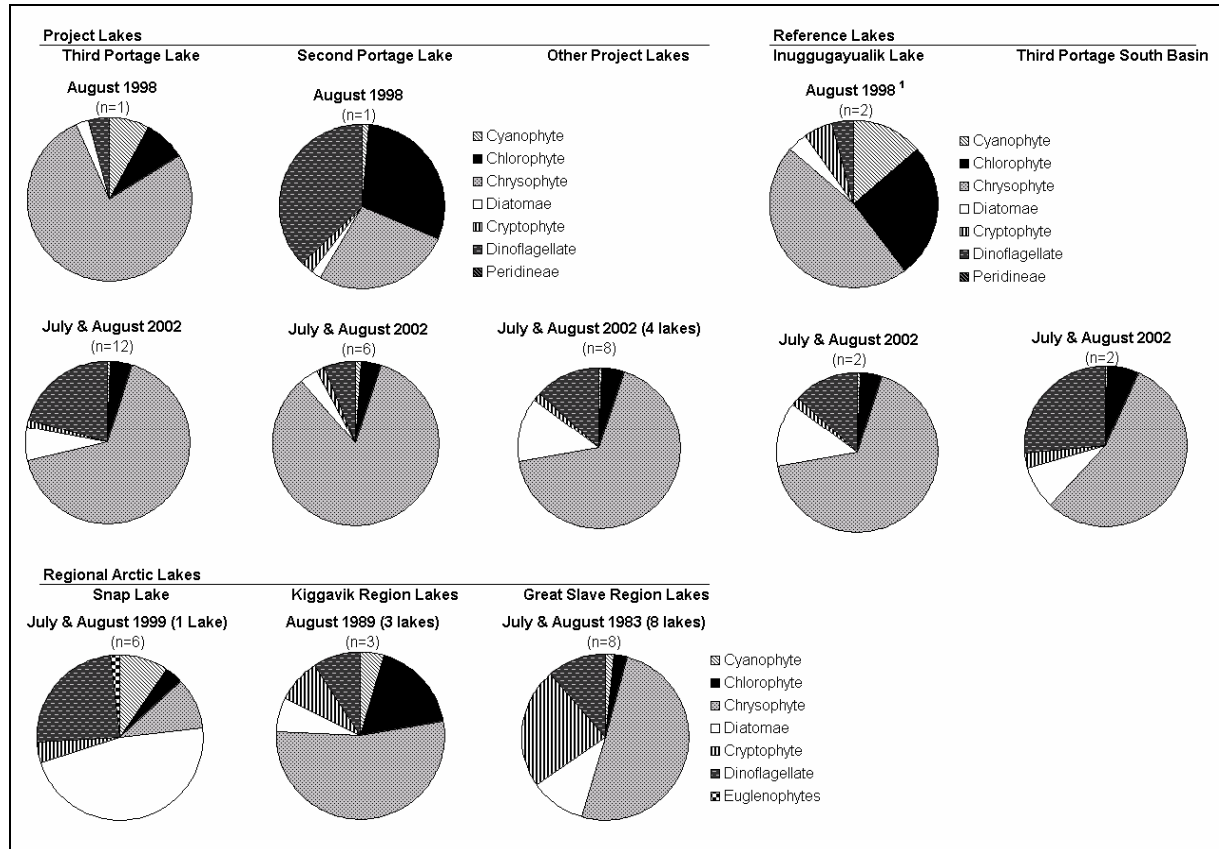 Project Lakes
Reference Lakes
Third Portage Lake
Second Portage Lake
Other Project Lakes
Inuggugayualik Lake
Third Portage South Basin
August 1998
(n=1)
August 1998
(n=1)
Cyanophyte
Chlorophyte
Chrysophyte
Diatomae
Cryptophyte
Dinoflagellate
Peridineae
August 1998 ¹
(n=2)
Cyanophyte
Chlorophyte
Chrysophyte
Diatomae
Cryptophyte
Dinoflagellate
Peridineae
July & August 2002
(n=12)
July & August 2002
(n=6)
July & August 2002 (4 lakes)
(n=8)
July & August 2002
(n=2)
July & August 2002
(n=2)
Regional Arctic Lakes
Snap Lake
Kiggavik Region Lakes
Great Slave Region Lakes
July & August 1999 (1 Lake)
(n=6)
August 1989 (3 lakes)
(n=3)
July & August 1983 (8 lakes)
(n=8)
Cyanophyte
Chlorophyte
Chrysophyte
Diatomae
Cryptophyte
Dinoflagellate
Euglenophytes